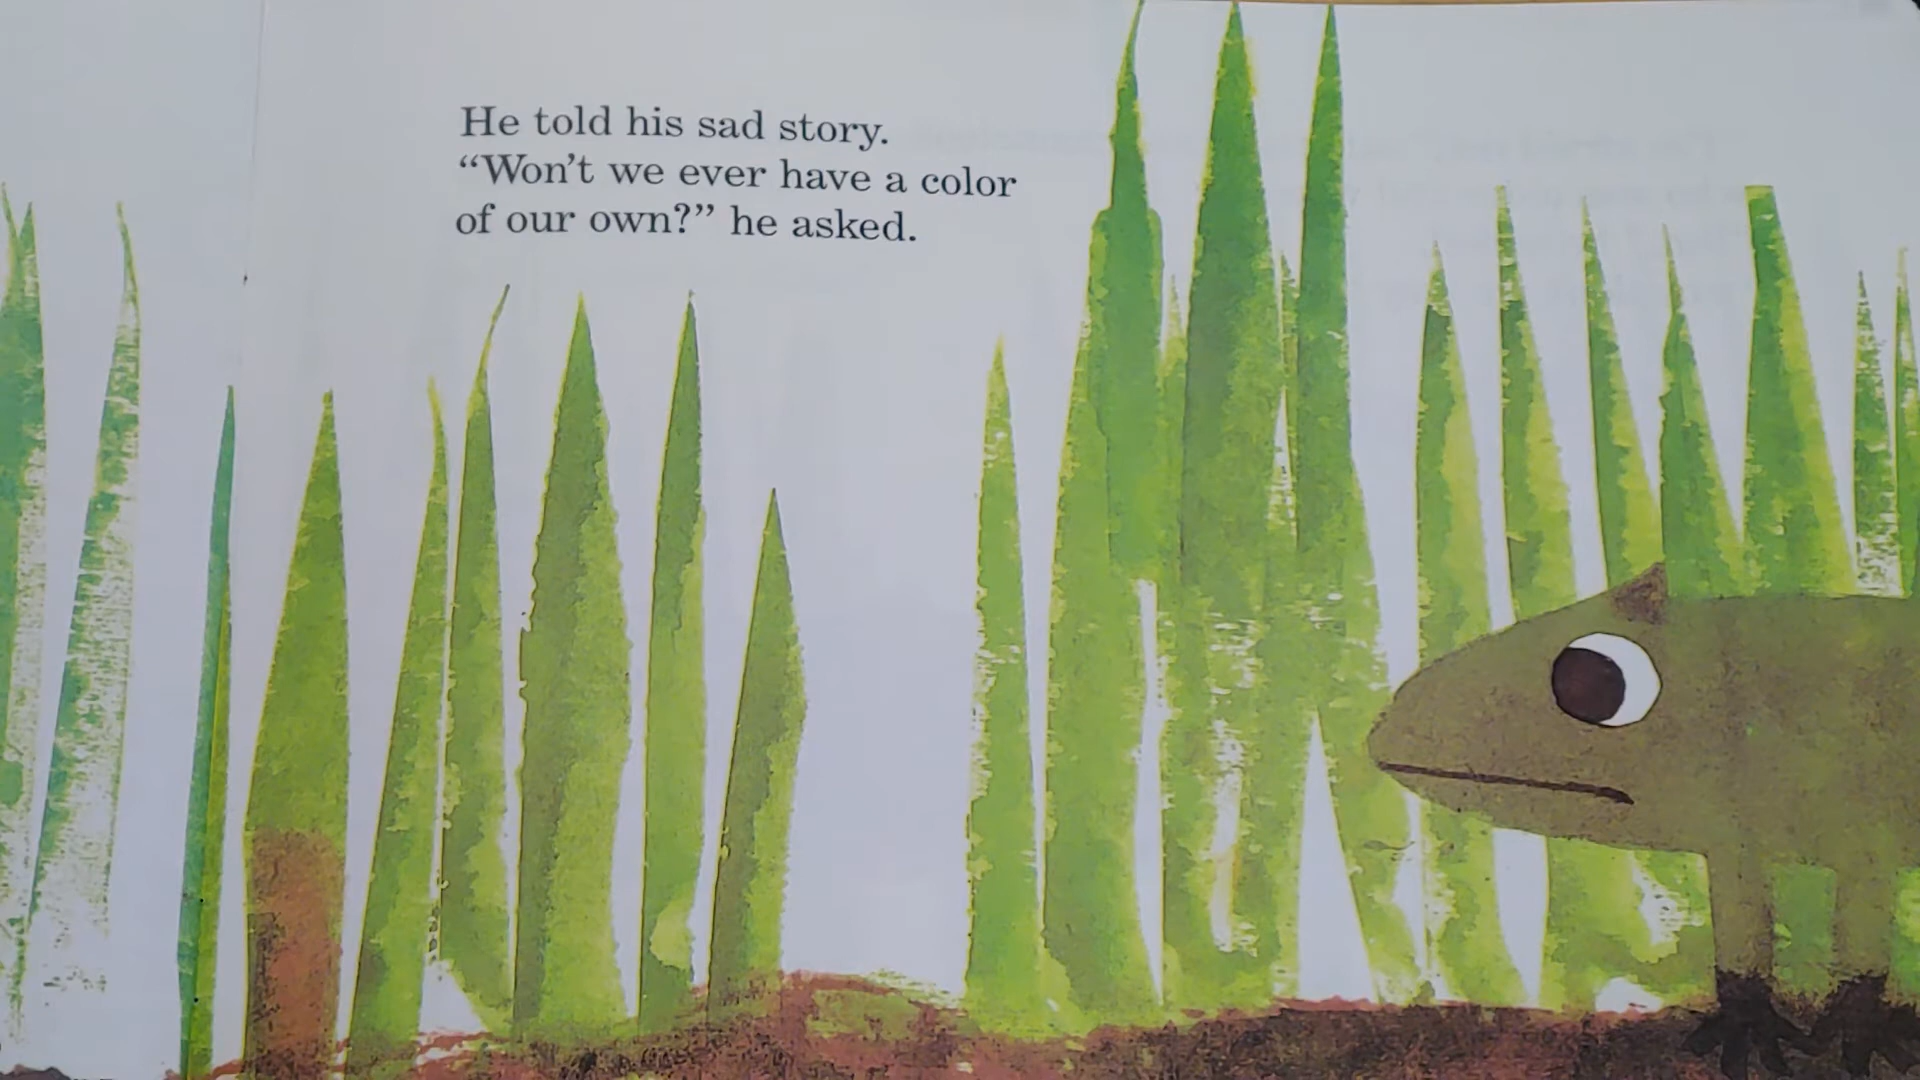 He told his sad story.
“Won’t we ever have a color
of our own?” he asked.